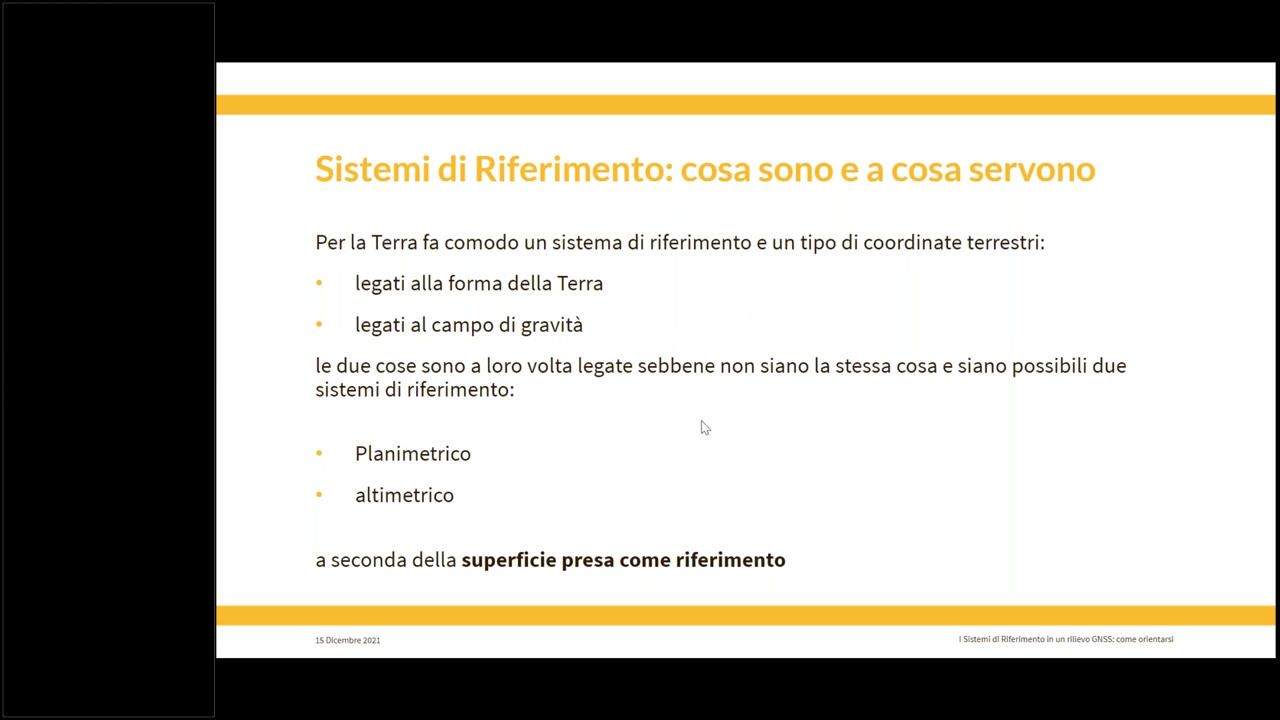 Sistemi di Riferimento: cosa sono e a cosa servono
Per la Terra fa comodo un sistema di riferimento e un tipo di coordinate terrestri:
• legati alla forma della Terra
• legati al campo di gravità
le due cose sono a loro volta legate sebbene non siano la stessa cosa e siano possibili due
sistemi di riferimento:
• Planimetrico
• altimetrico
a seconda della superficie presa come riferimento
15 Dicembre 2021
I Sistemi di Riferimento in un rilievo GNSS: come orientarsi